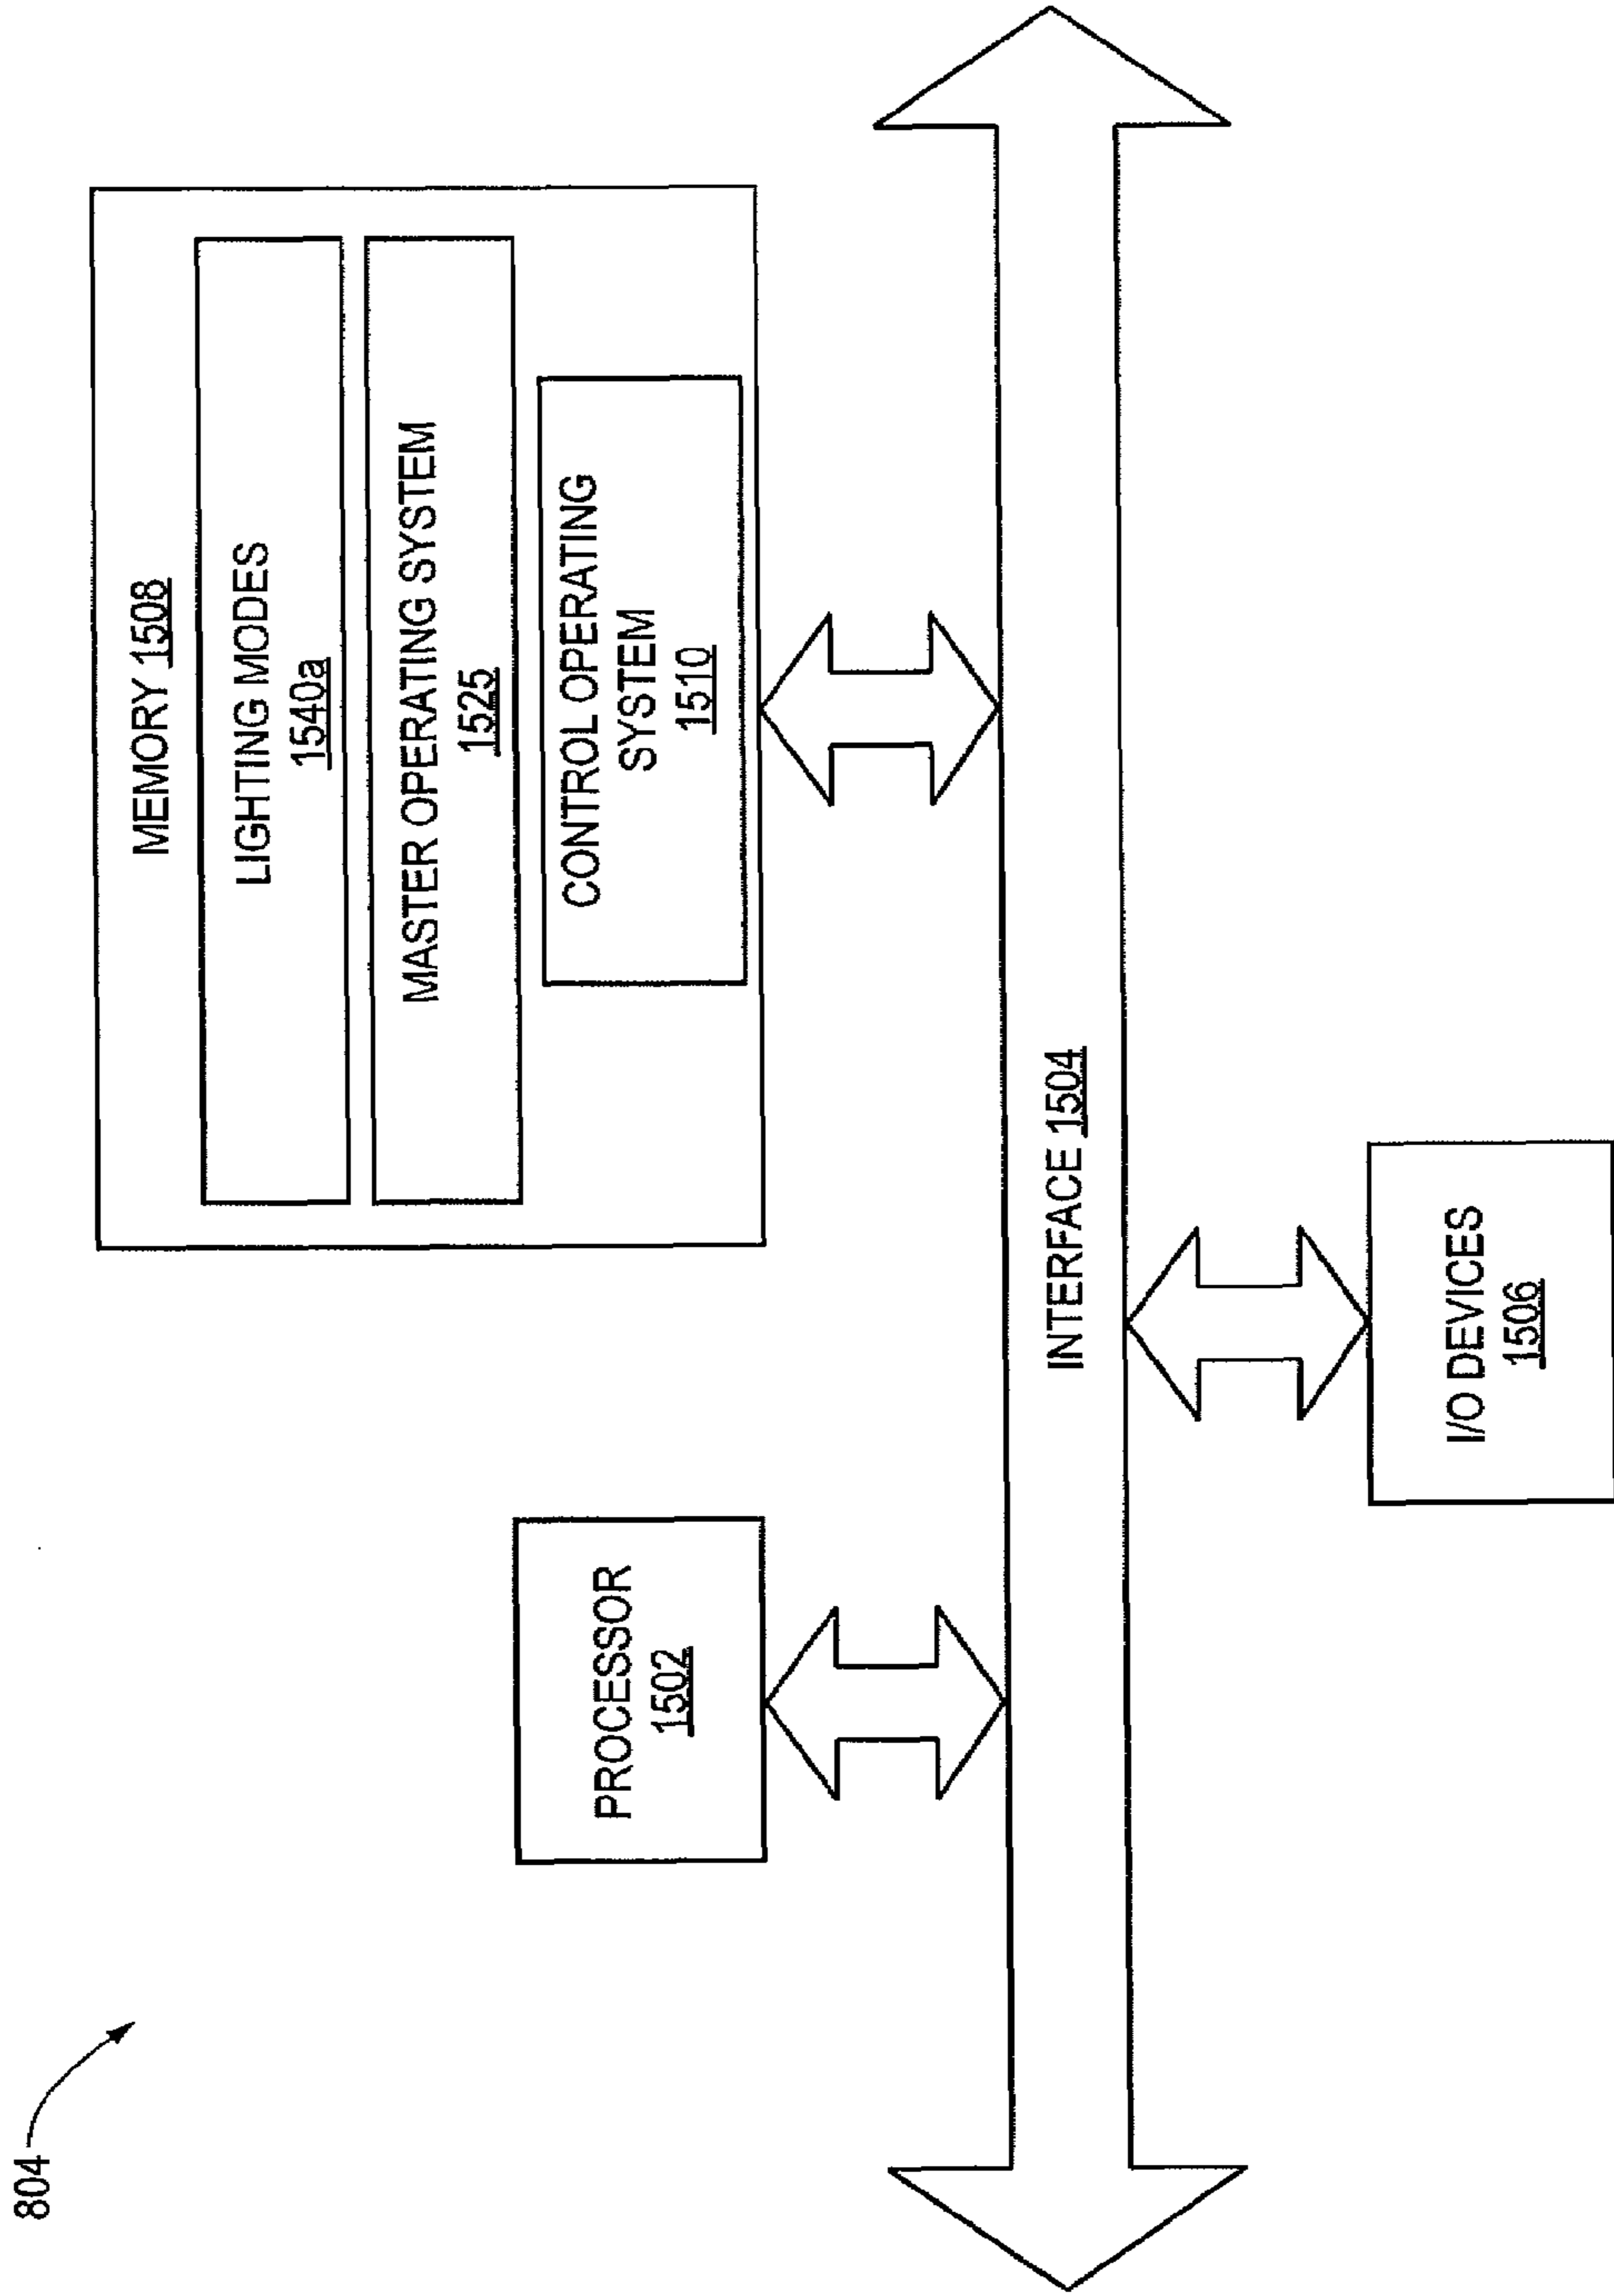 804
MEMORY 1508
LIGHTING MODES
1540a
MASTER OPERATING SYSTEM
1525
CONTROL OPERATING
SYSTEM
1510
PROCESSOR
1502
INTERFACE 1504
I/O DEVICES
1506